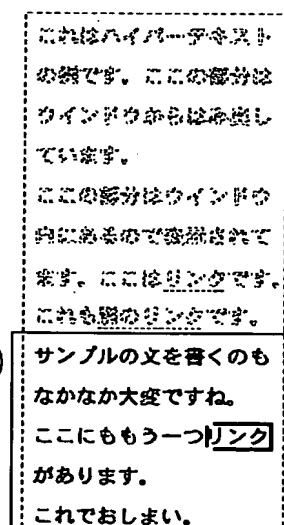 これはハイパーテキスト
の例です。ここの部分は
ウインドウからはみ出し
ています。
ここの部分はウインドウ
内にあるので表示されて
ます。ここはリンクです。
これも別のリンクです。
サンプルの文を書くのも
なかなか大変ですね。
ここにももう一つリンク
があります。
これでおしまい。